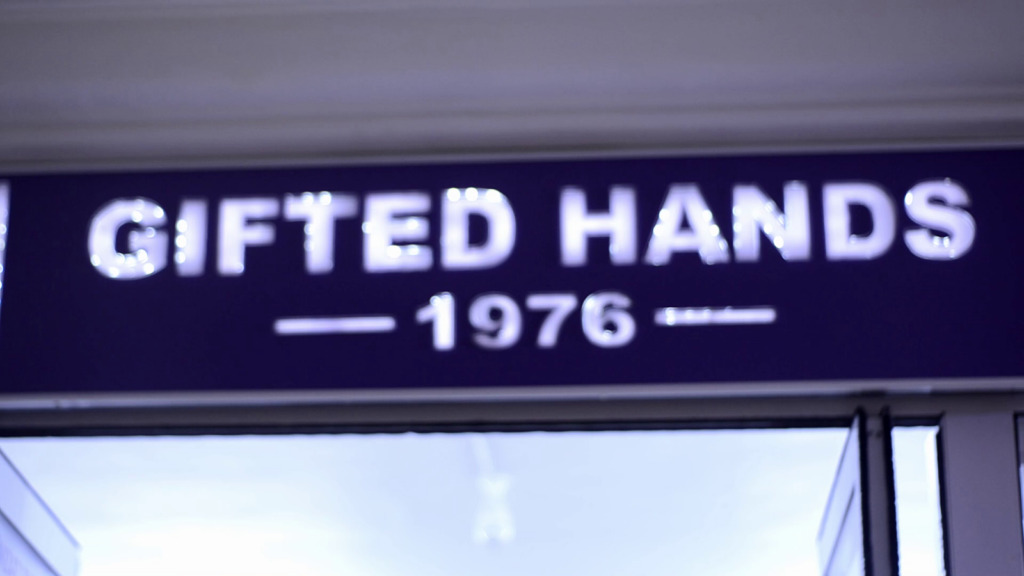 GIFTED HANDS
— 1976 —